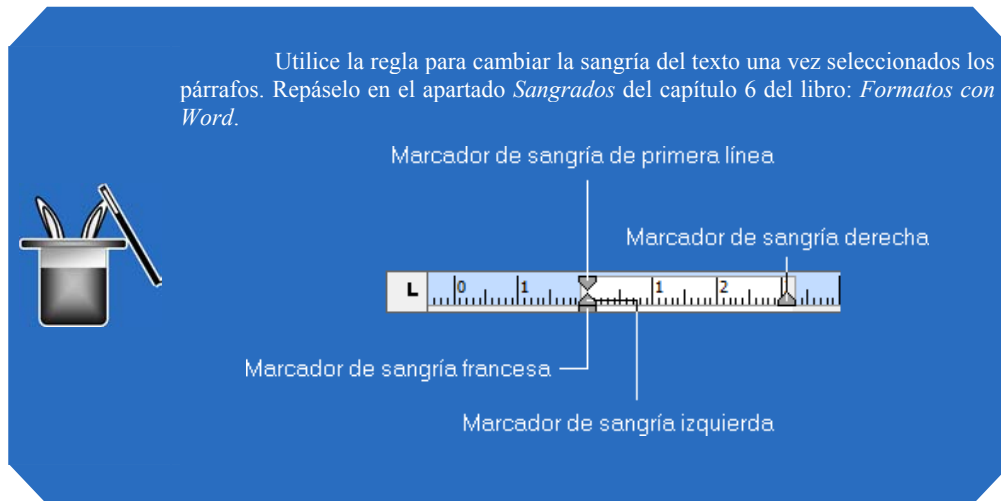 Utilice la regla para cambiar la sangría del texto una vez seleccionados los
párrafos. Repáselo en el apartado Sangrados del capítulo 6 del libro: Formatos con
Word.
Marcador de sangría de primera línea
Marcador de sangría derecha
L 0 1 1 2
Marcador de sangría francesa
Marcador de sangría izquierda